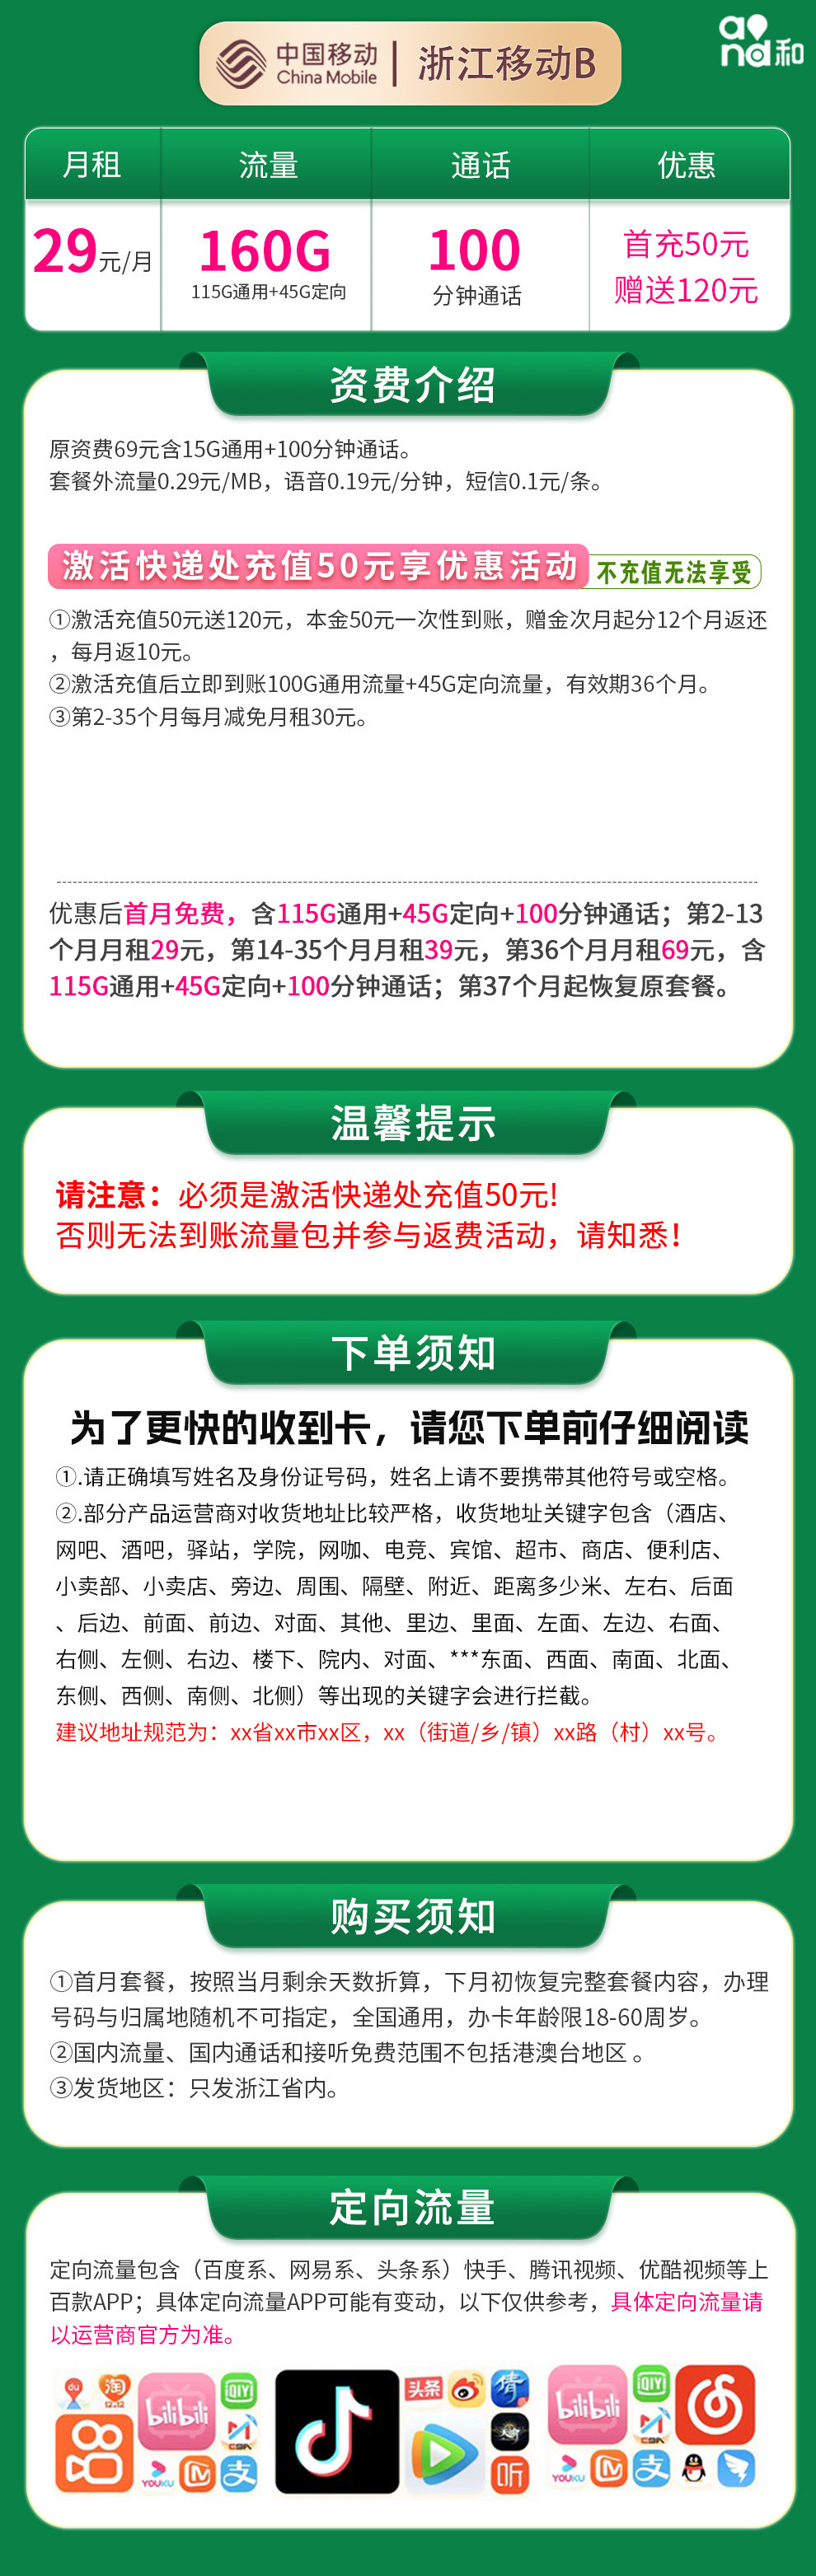 中国移动
China Mobile
浙江移动B
and和
月租
流量
通话
优惠
29元/月
160G
115G通用+45G定向
100
分钟通话
首充50元
赠送120元
资费介绍
原资费69元含15G通用+100分钟通话。
套餐外流量0.29元/MB，语音0.19元/分钟，短信0.1元/条。
激活快递处充值50元享优惠活动
不充值无法享受
①激活充值50元送120元，本金50元一次性到账，赠金次月起分12个月返还
，每月返10元。
②激活充值后立即到账100G通用流量+45G定向流量，有效期36个月。
③第2-35个月每月减免月租30元。
优惠后首月免费，含115G通用+45G定向+100分钟通话；第2-13
个月月租29元，第14-35个月月租39元，第36个月月租69元，含
115G通用+45G定向+100分钟通话；第37个月起恢复原套餐。
温馨提示
请注意：必须是激活快递处充值50元!
否则无法到账流量包并参与返费活动，请知悉！
下单须知
为了更快的收到卡，请您下单前仔细阅读
①.请正确填写姓名及身份证号码，姓名上请不要携带其他符号或空格。
②.部分产品运营商对收货地址比较严格，收货地址关键字包含（酒店、
网吧、酒吧，驿站，学院，网咖、电竞、宾馆、超市、商店、便利店、
小卖部、小卖店、旁边、周围、隔壁、附近、距离多少米、左右、后面
、后边、前面、前边、对面、其他、里边、里面、左面、左边、右面、
右侧、左侧、右边、楼下、院内、对面、***东面、西面、南面、北面、
东侧、西侧、南侧、北侧）等出现的关键字会进行拦截。
建议地址规范为：xx省xx市xx区，xx（街道/乡/镇）xx路（村）xx号。
购买须知
①首月套餐，按照当月剩余天数折算，下月初恢复完整套餐内容，办理
号码与归属地随机不可指定，全国通用，办卡年龄限18-60周岁。
②国内流量、国内通话和接听免费范围不包括港澳台地区 。
③发货地区：只发浙江省内。
定向流量
定向流量包含（百度系、网易系、头条系）快手、腾讯视频、优酷视频等上
百款APP；具体定向流量APP可能有变动，以下仅供参考，具体定向流量请
以运营商官方为准。
du
淘
12.12
bilibili
iQIYI
YOUKU
支
头条
倩
听
bilibili
iQIYI
YOUKU
支